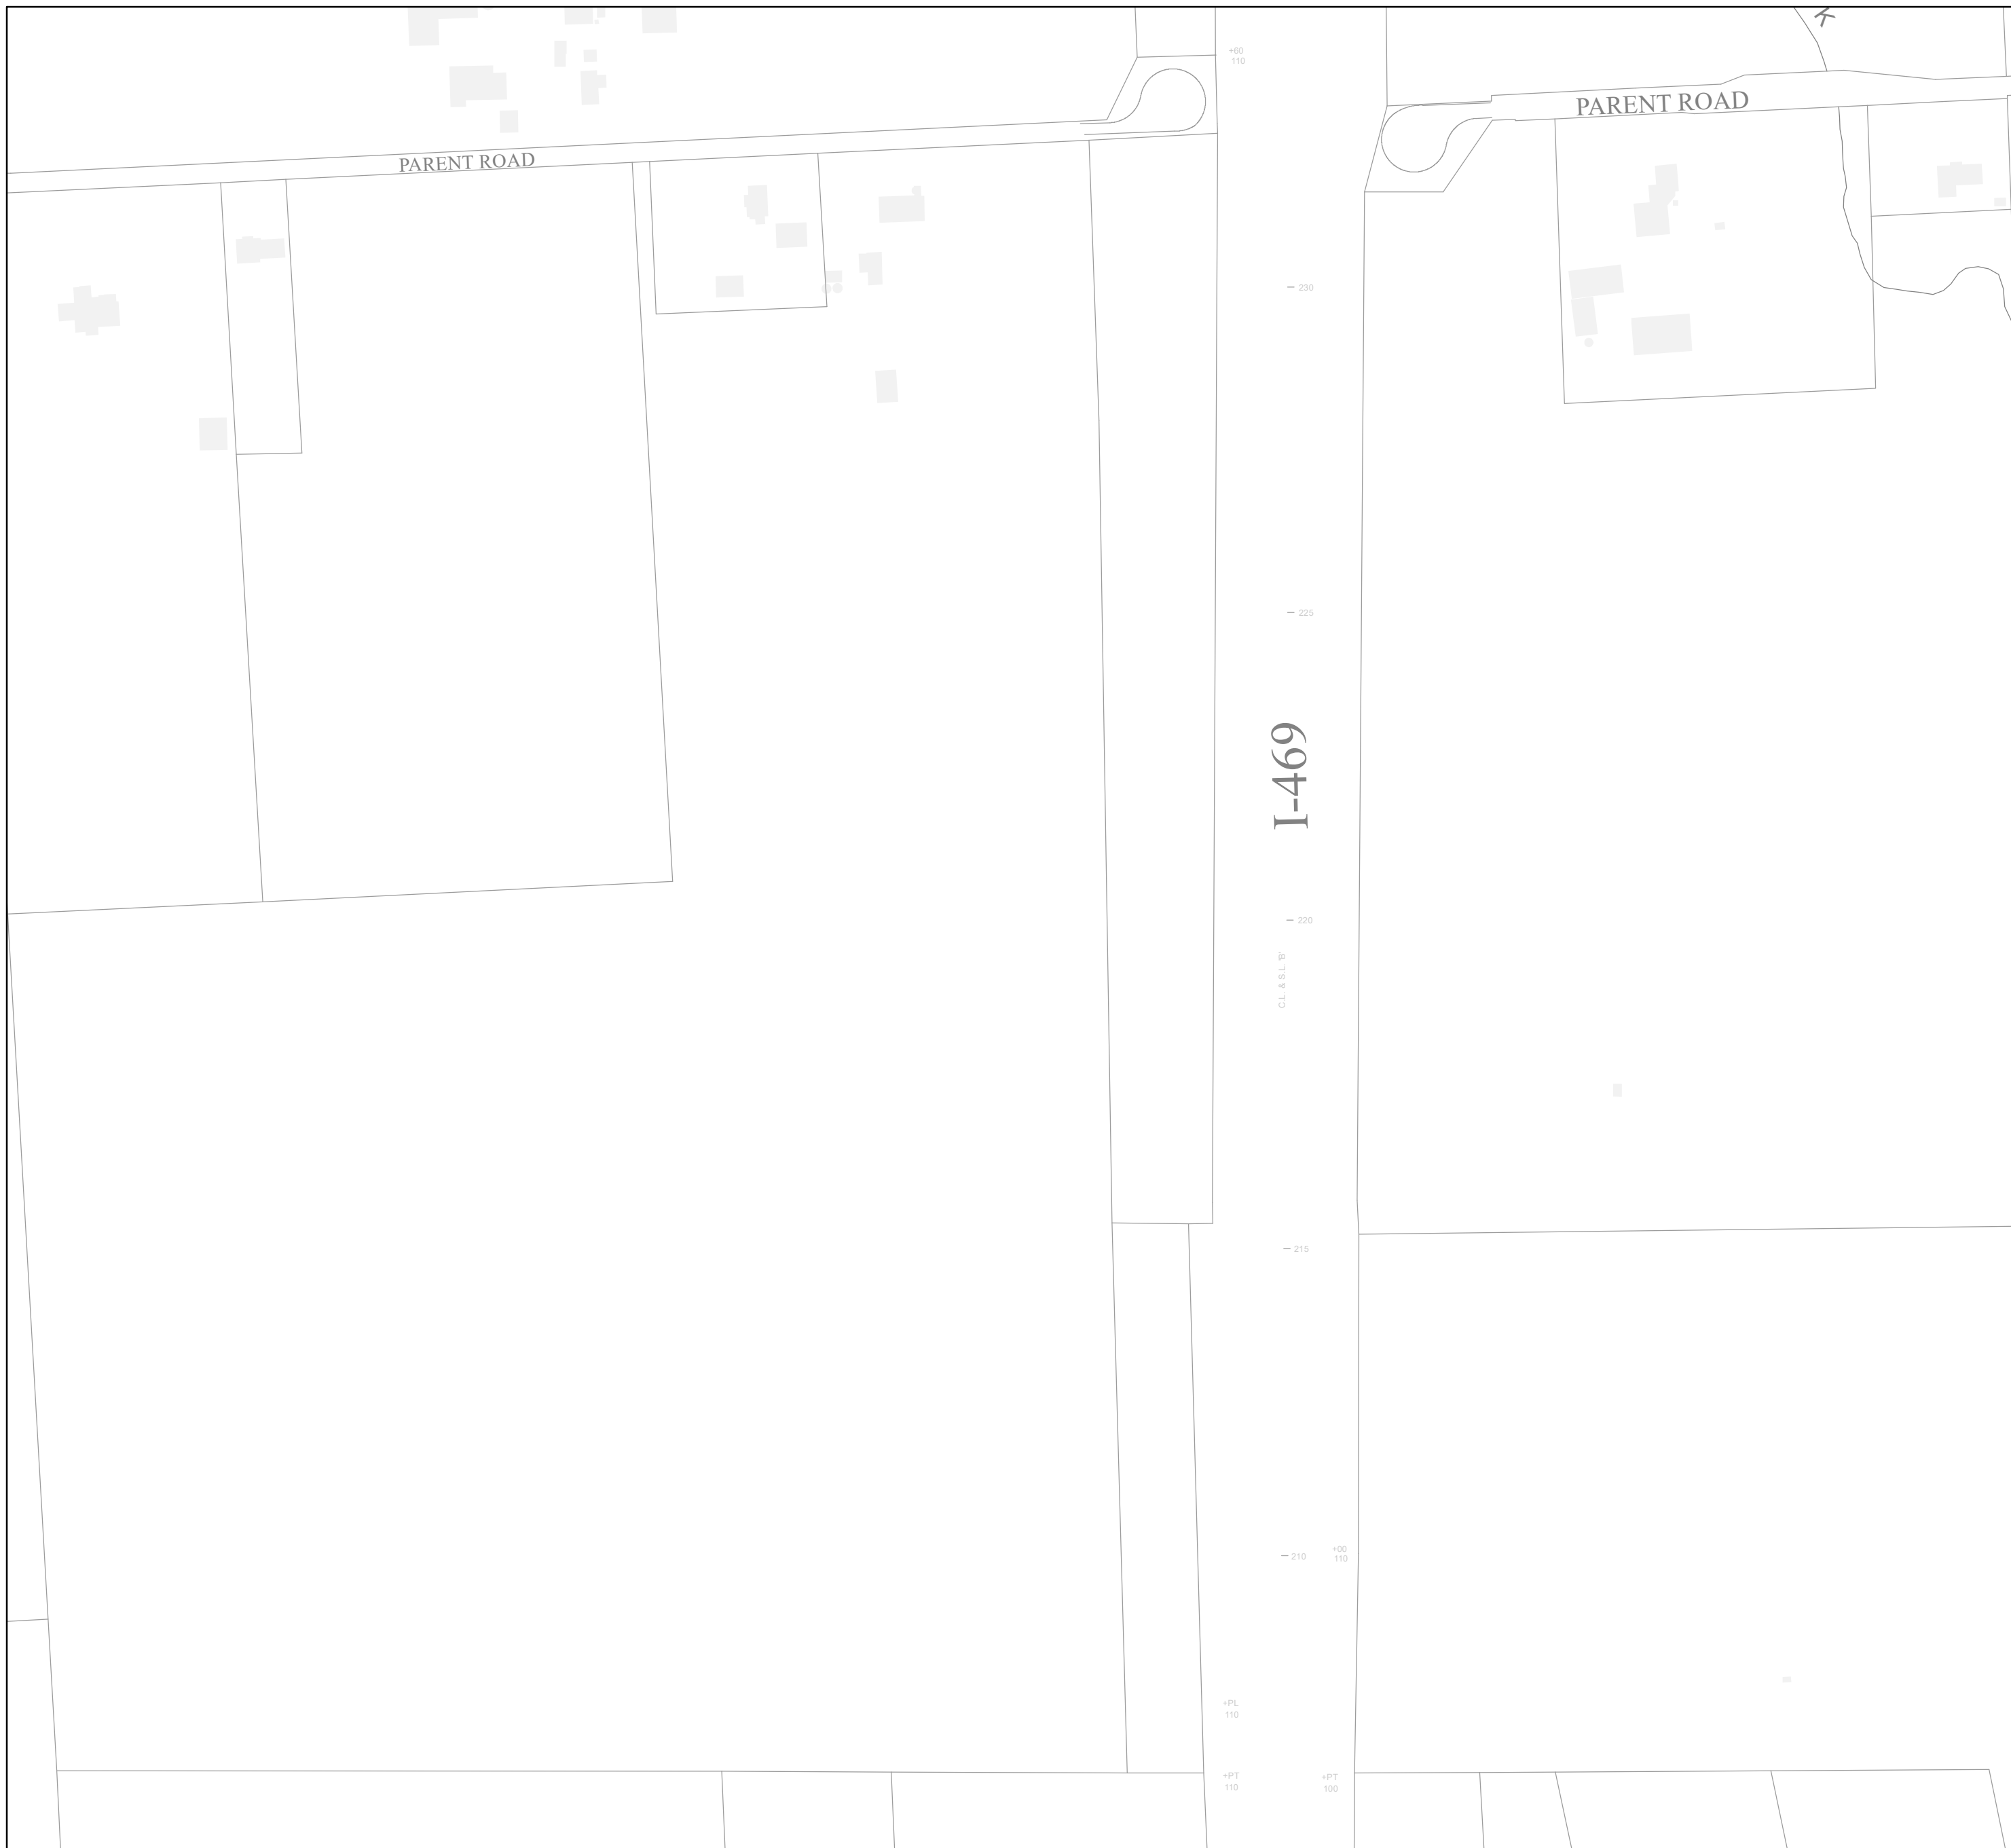 K
+60
110
PARENT ROAD
PARENT ROAD
230
225
I-469
220
C.L. & S.L. 'B'
215
210
+00
110
+PL
110
+PT
110
+PT
100